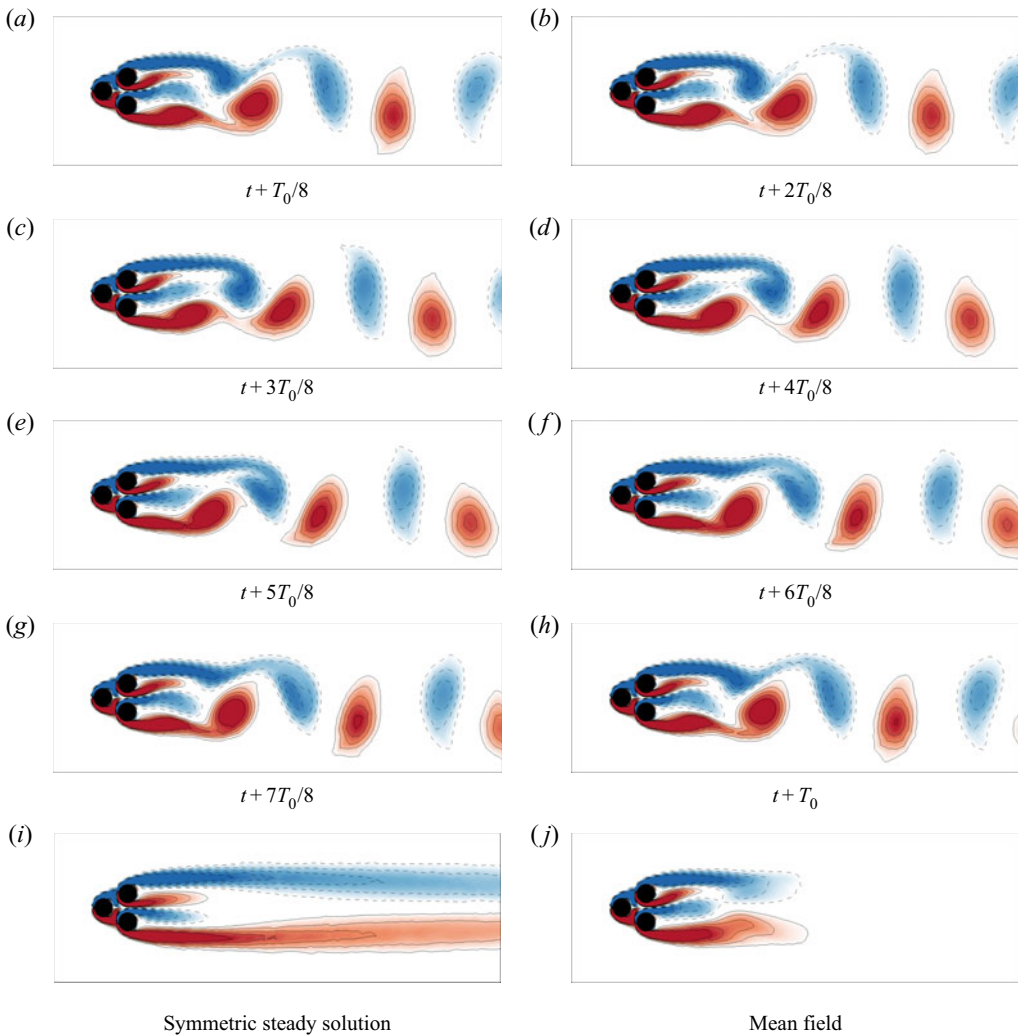 (a) (b)
t + T₀/8 t + 2T₀/8
(c) (d)
t + 3T₀/8 t + 4T₀/8
(e) (f)
t + 5T₀/8 t + 6T₀/8
(g) (h)
t + 7T₀/8 t + T₀
(i) (j)
Symmetric steady solution Mean field